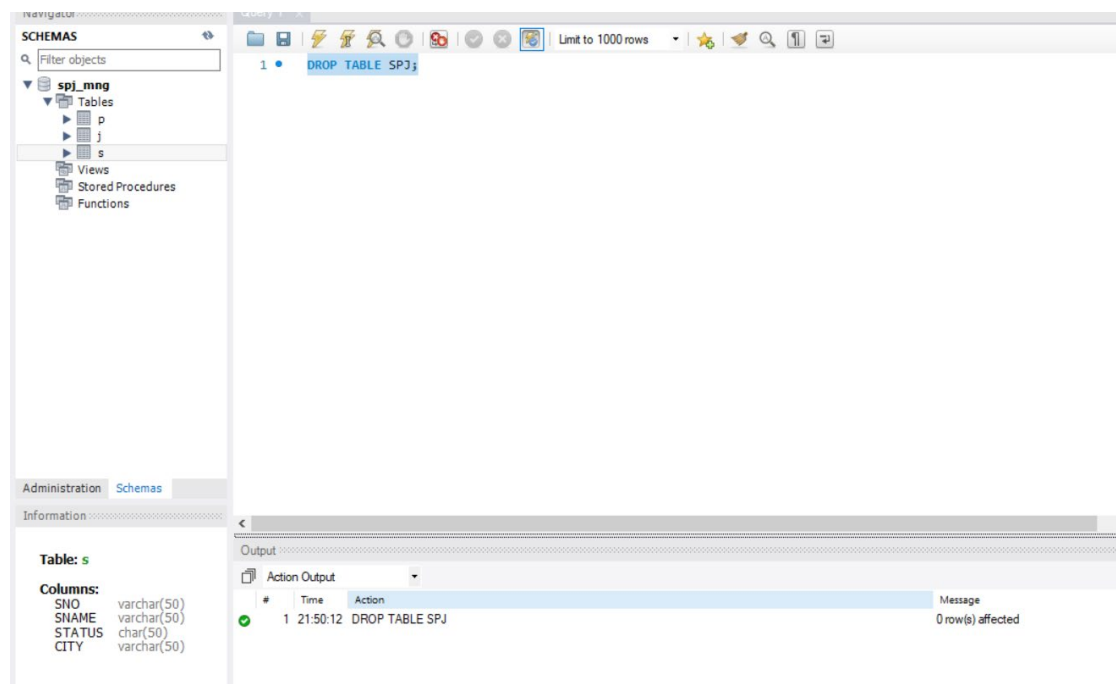 Navigator
Query 1
SCHEMAS
Limit to 1000 rows
Filter objects
1 DROP TABLE SPJ;
spj_mng
Tables
p
j
s
Views
Stored Procedures
Functions
Administration Schemas
Information
Table: s
Columns:
SNO varchar(50)
SNAME varchar(50)
STATUS char(50)
CITY varchar(50)
Output
Action Output
# Time Action Message
1 21:50:12 DROP TABLE SPJ 0 row(s) affected